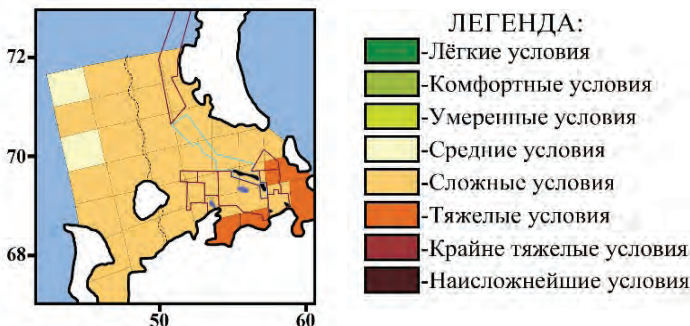 72
70
68
50
60
ЛЕГЕНДА:
-Лёгкие условия
-Комфортные условия
-Умеренные условия
-Средние условия
-Сложные условия
-Тяжелые условия
-Крайне тяжелые условия
-Наисложнейшие условия